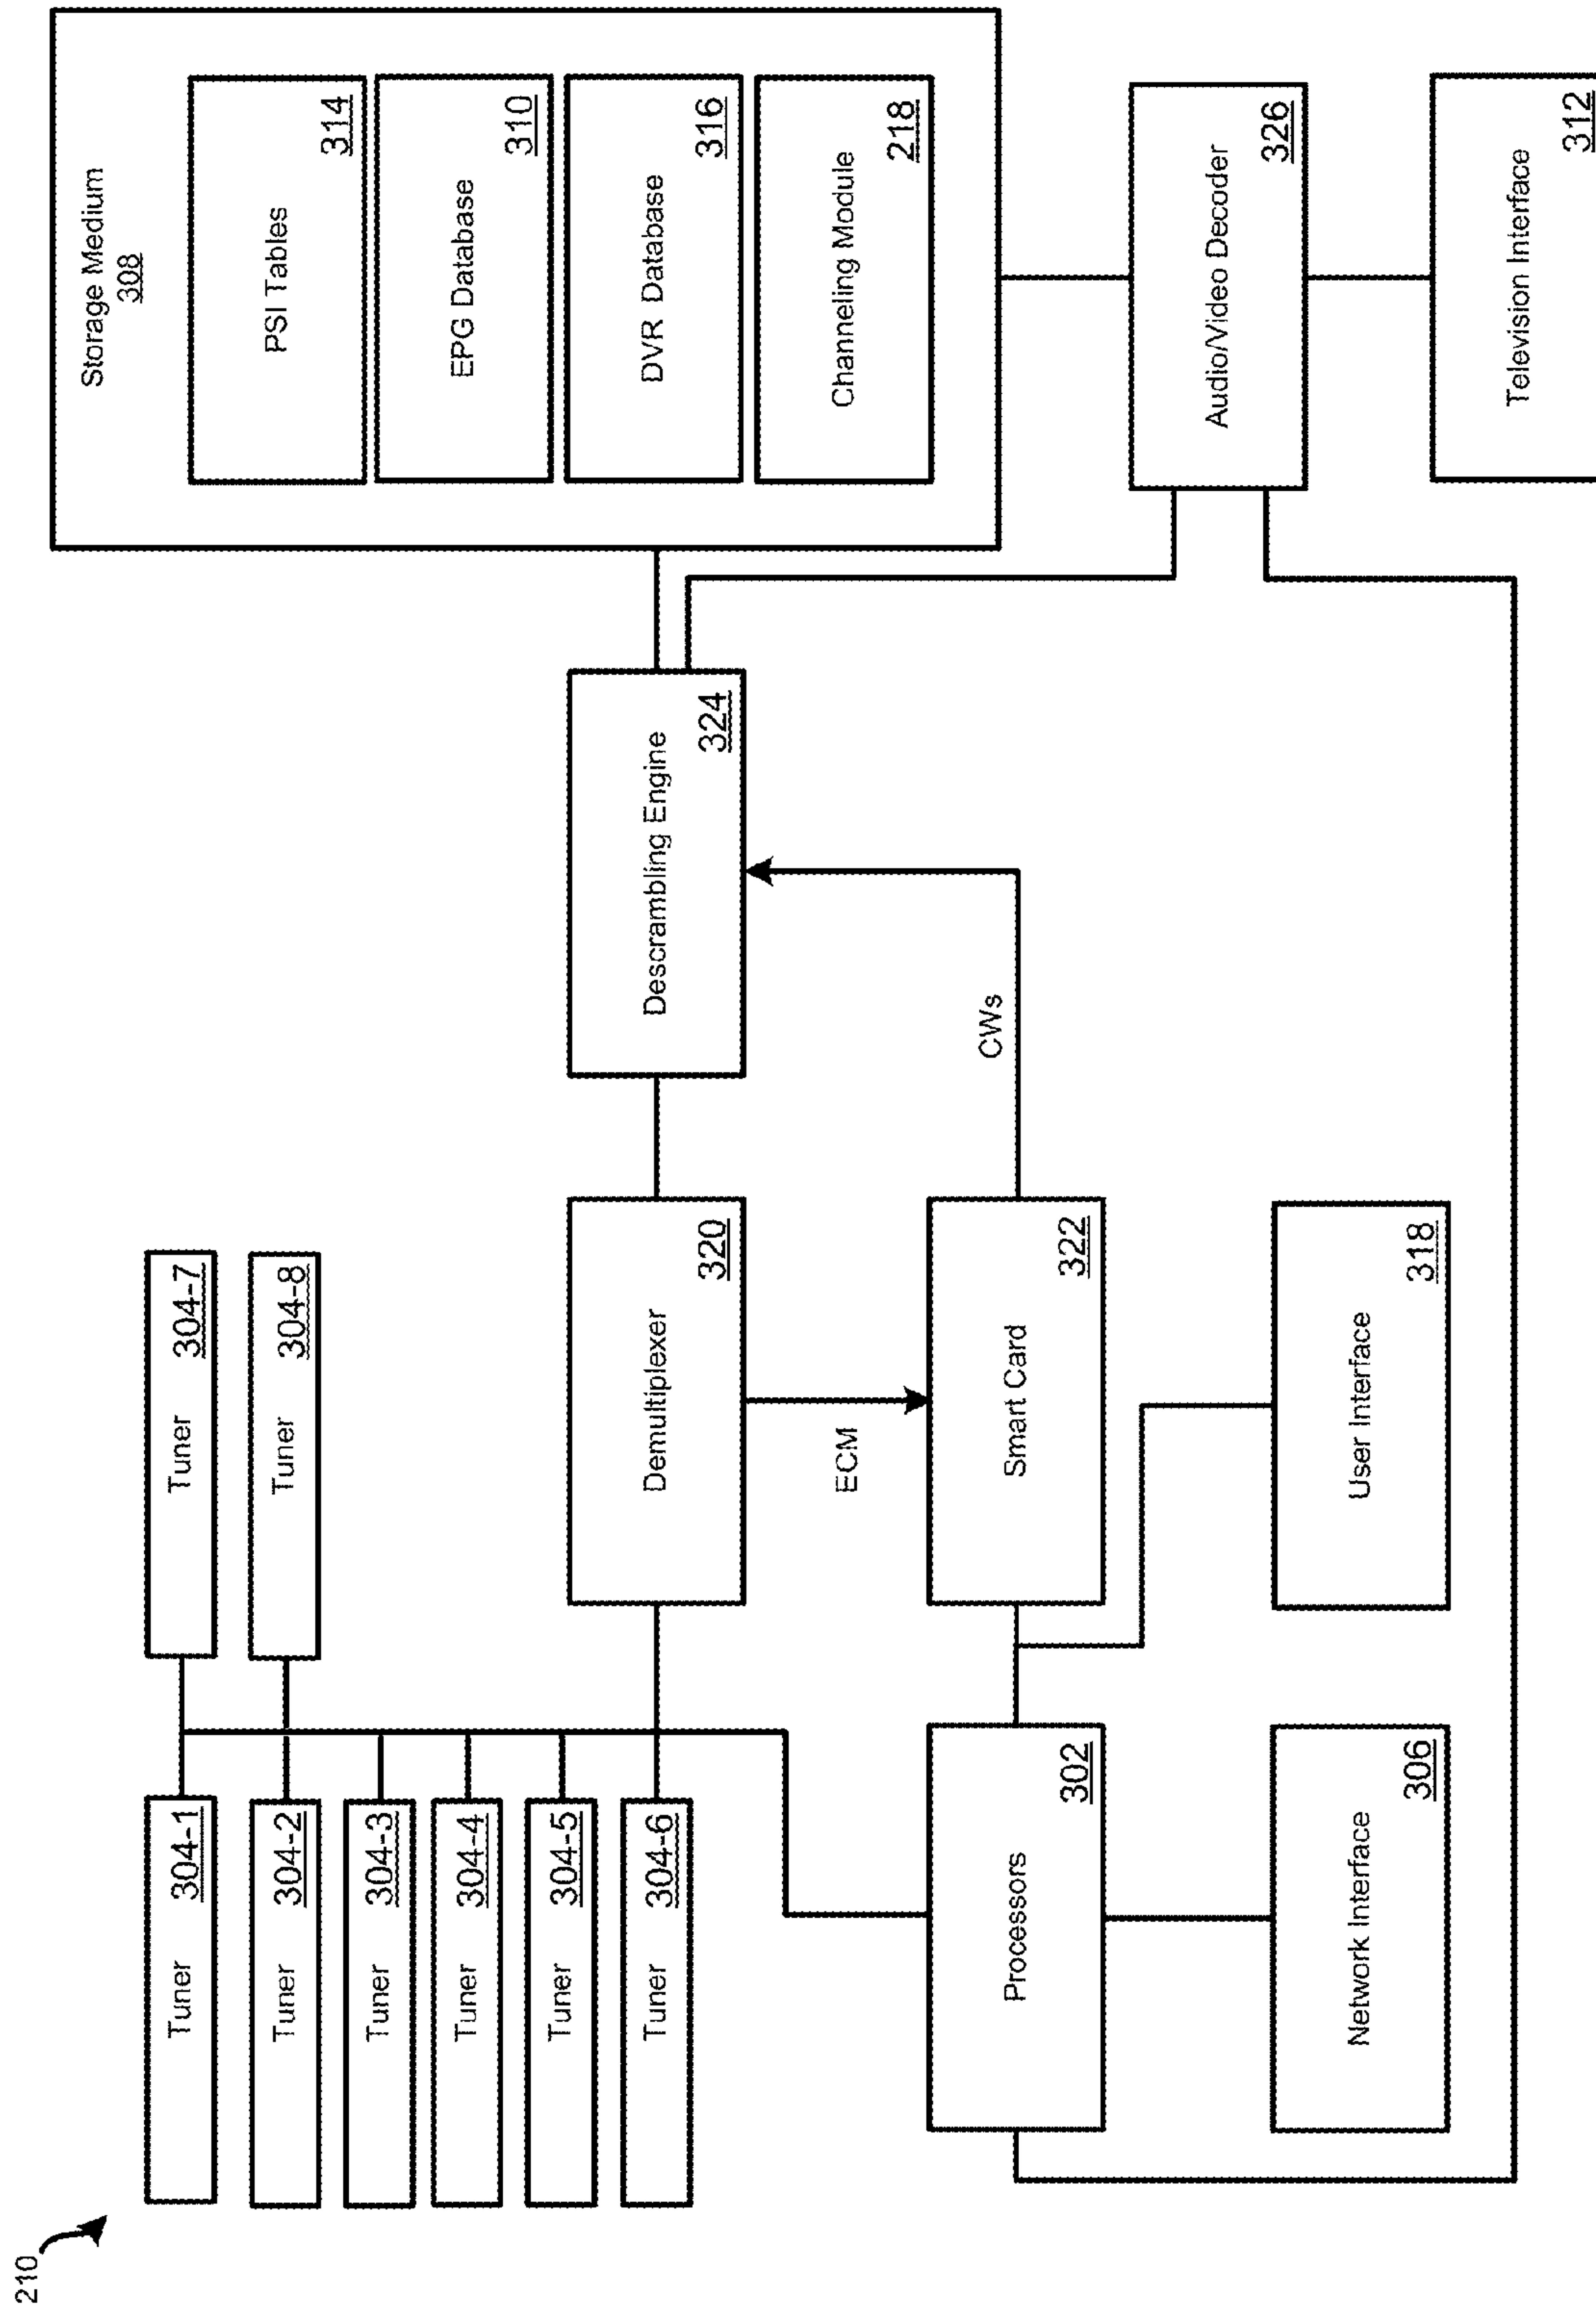 210
Tuner
304-1
Tuner
304-2
Tuner
304-3
Tuner
304-4
Tuner
304-5
Tuner
304-6
Tuner
304-7
Tuner
304-8
Demultiplexer
320
ECM
Smart Card
322
CWs
Descrambling Engine
324
Processors
302
Network Interface
306
User Interface
318
Storage Medium
308
PSI Tables
314
EPG Database
310
DVR Database
316
Channeling Module
218
Audio/Video Decoder
326
Television Interface
312